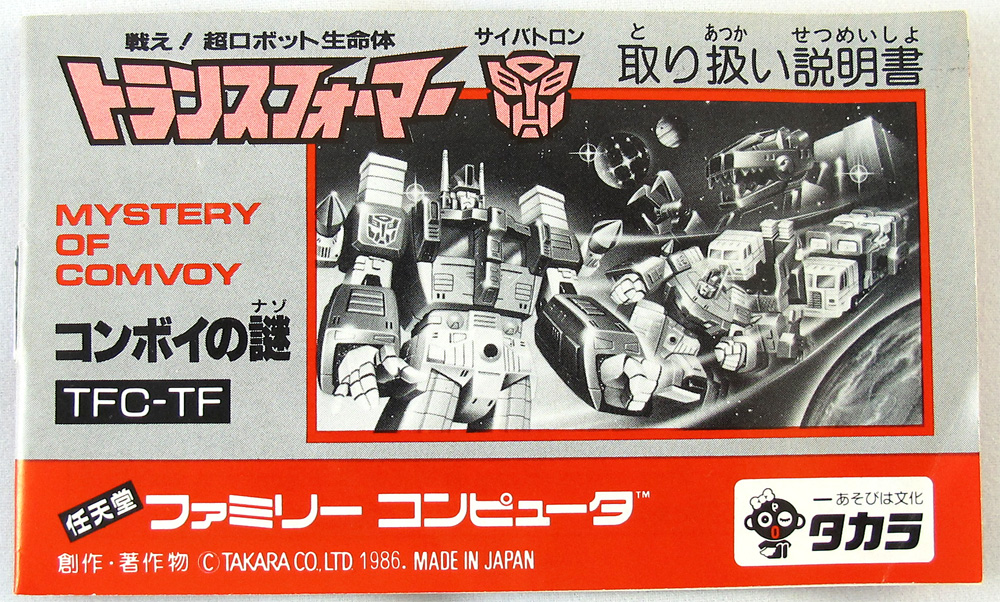 戦え! 超ロボット生命体
トランスフォーマー
サイバトロン
と あつか せつめいしょ
取り扱い説明書
MYSTERY
OF
COMVOY
ナゾ
コンボイの謎
TFC-TF
任天堂 ファミリー コンピュータ™
創作・著作物 ©TAKARA CO.,LTD. 1986. MADE IN JAPAN
—あそびは文化
タカラ